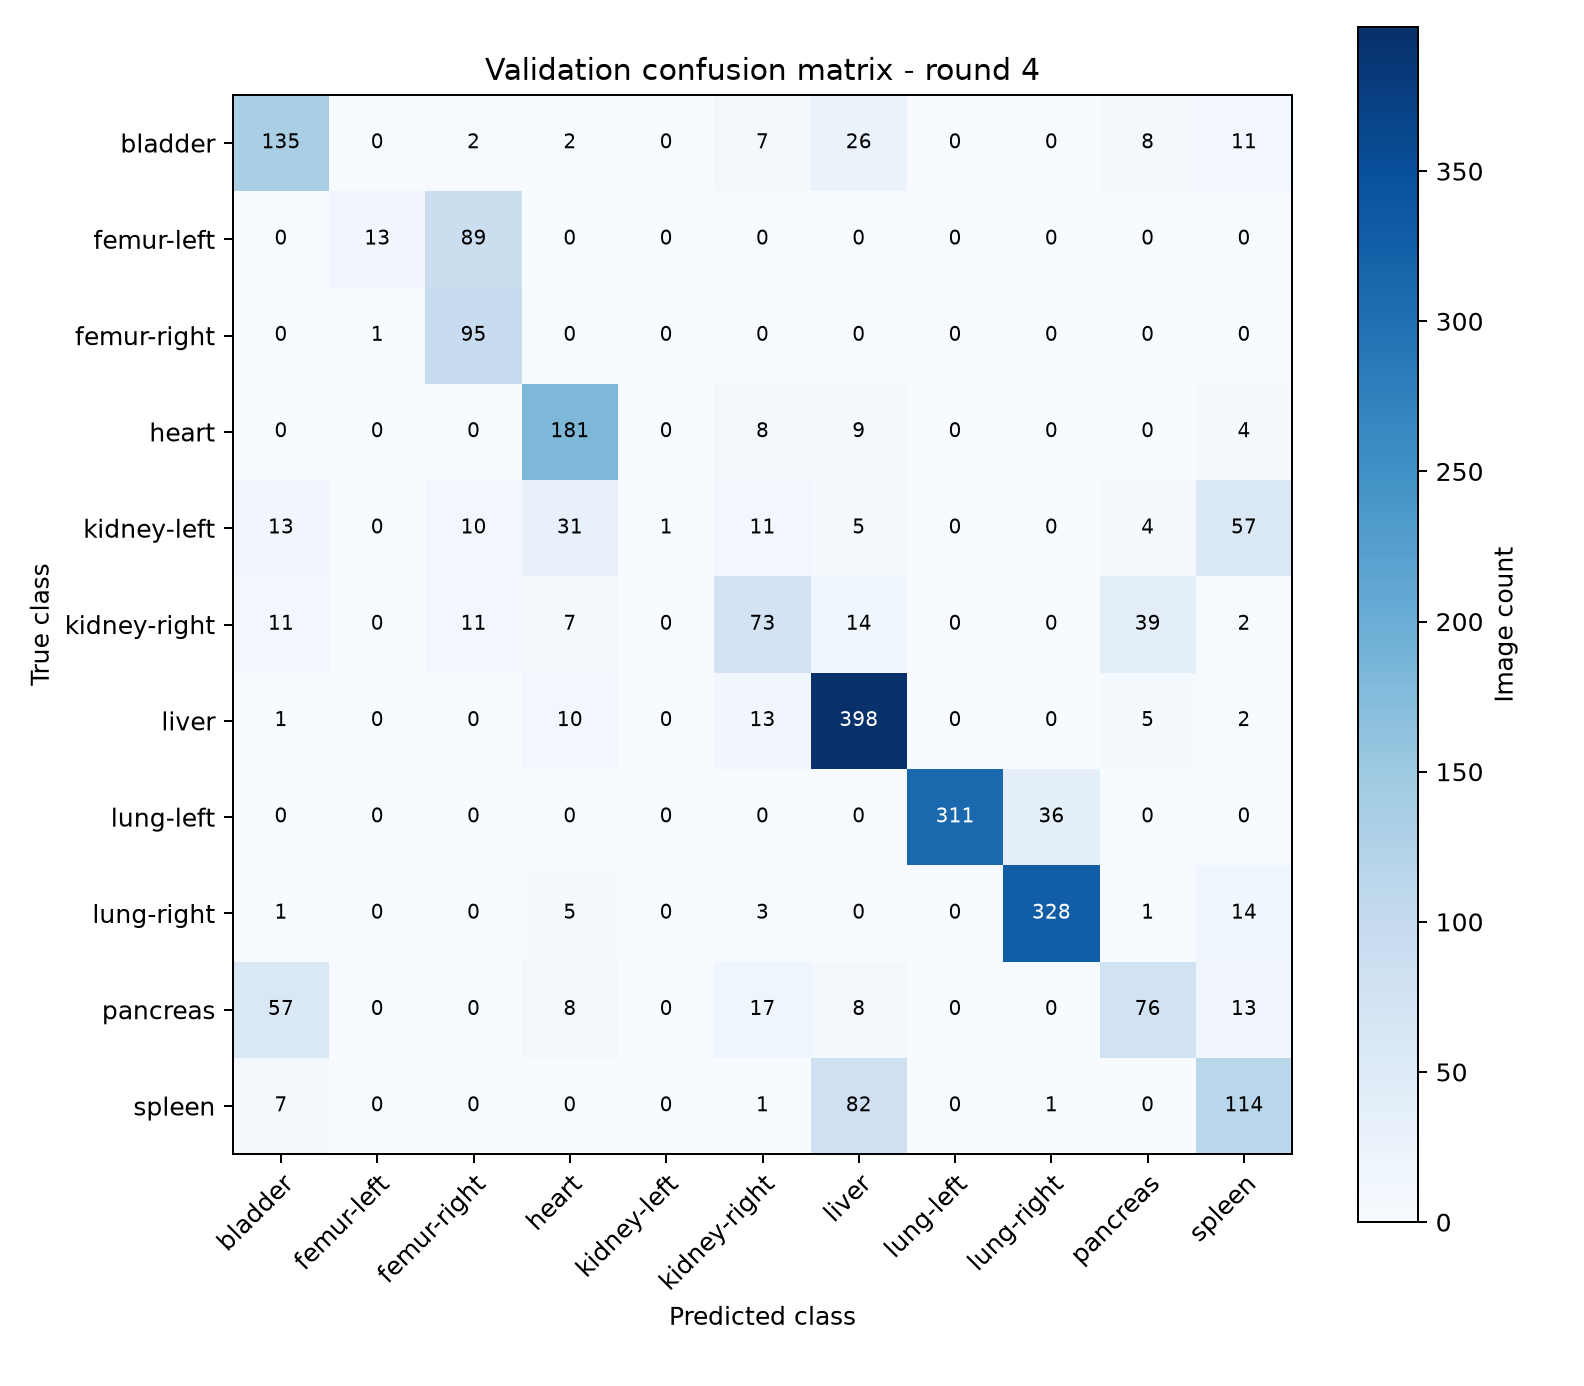 Validation confusion matrix - round 4
bladder 135 0 2 2 0 7 26 0 0 8 11
femur-left 0 13 89 0 0 0 0 0 0 0 0
femur-right 0 1 95 0 0 0 0 0 0 0 0
heart 0 0 0 181 0 8 9 0 0 0 4
kidney-left 13 0 10 31 1 11 5 0 0 4 57
kidney-right 11 0 11 7 0 73 14 0 0 39 2
liver 1 0 0 10 0 13 398 0 0 5 2
lung-left 0 0 0 0 0 0 0 311 36 0 0
lung-right 1 0 0 5 0 3 0 0 328 1 14
pancreas 57 0 0 8 0 17 8 0 0 76 13
spleen 7 0 0 0 0 1 82 0 1 0 114
bladder femur-left femur-right heart kidney-left kidney-right liver lung-left lung-right pancreas spleen
Predicted class
True class
350
300
250
200
150
100
50
0
Image count